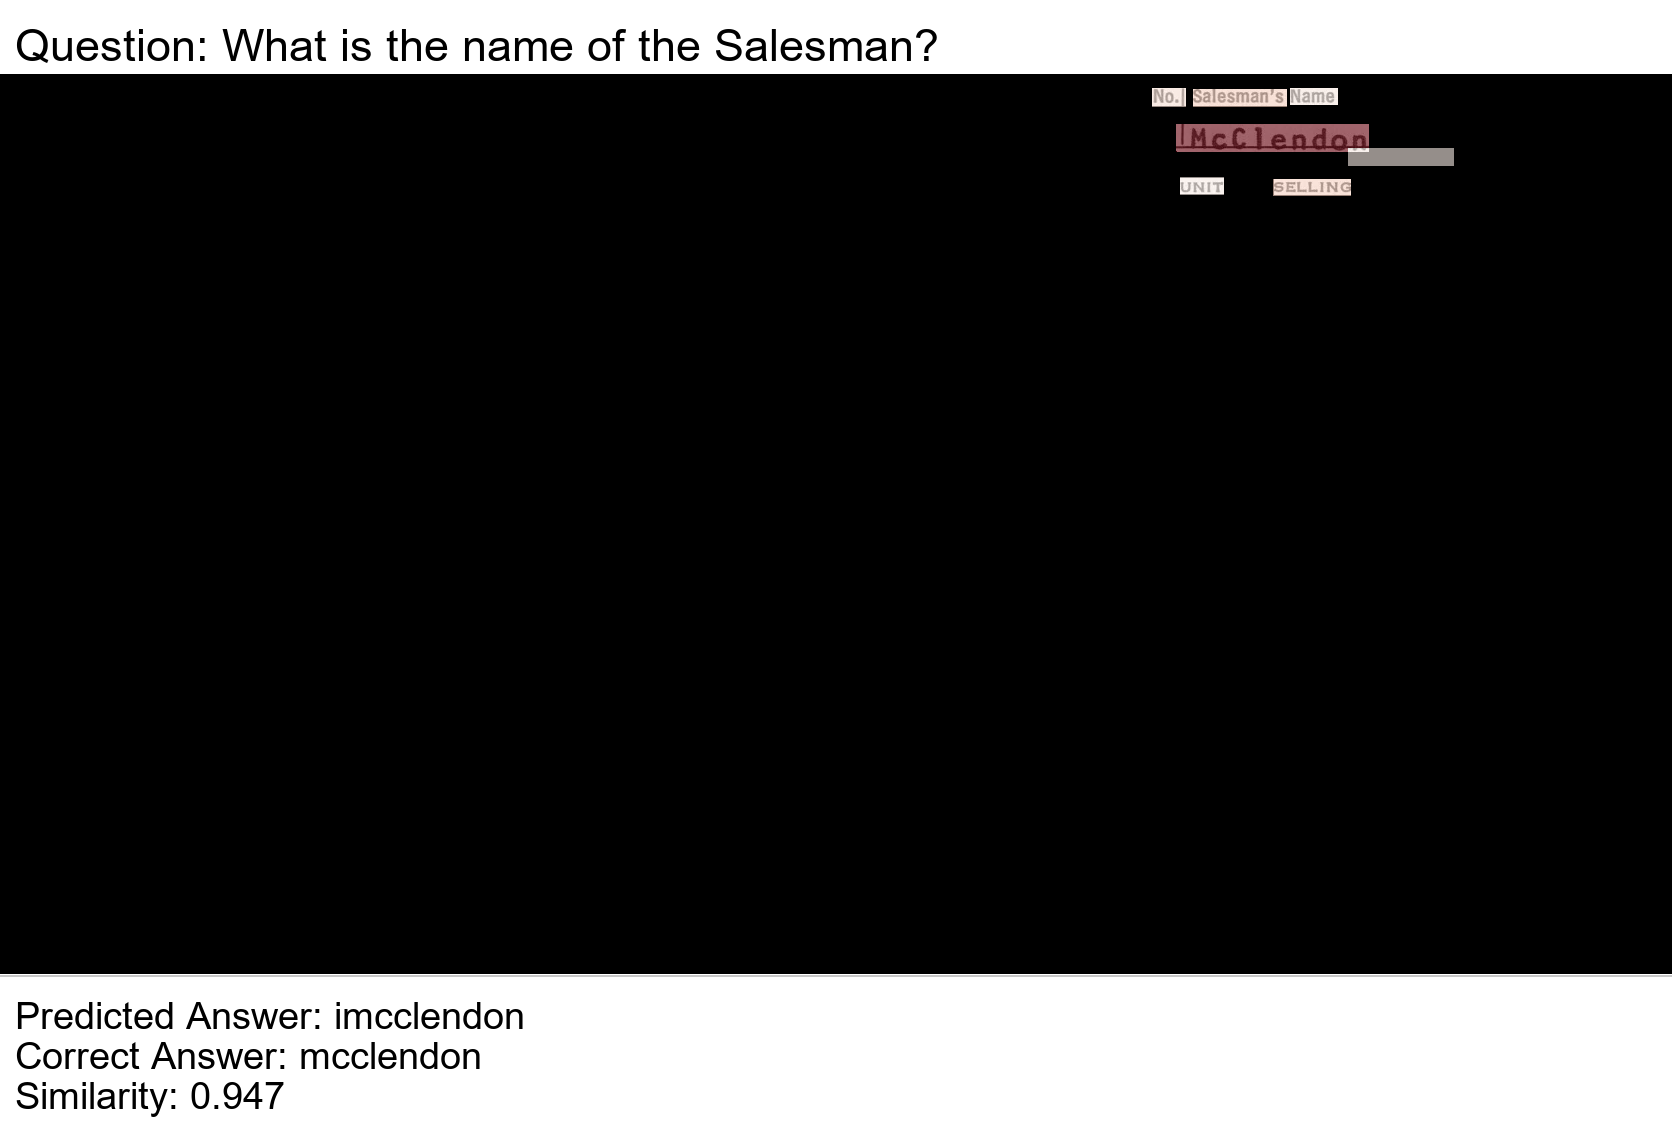 Question: What is the name of the Salesman?
No.| Salesman's Name
McClendon
UNIT SELLING
Predicted Answer: imcclendon
Correct Answer: mcclendon
Similarity: 0.947